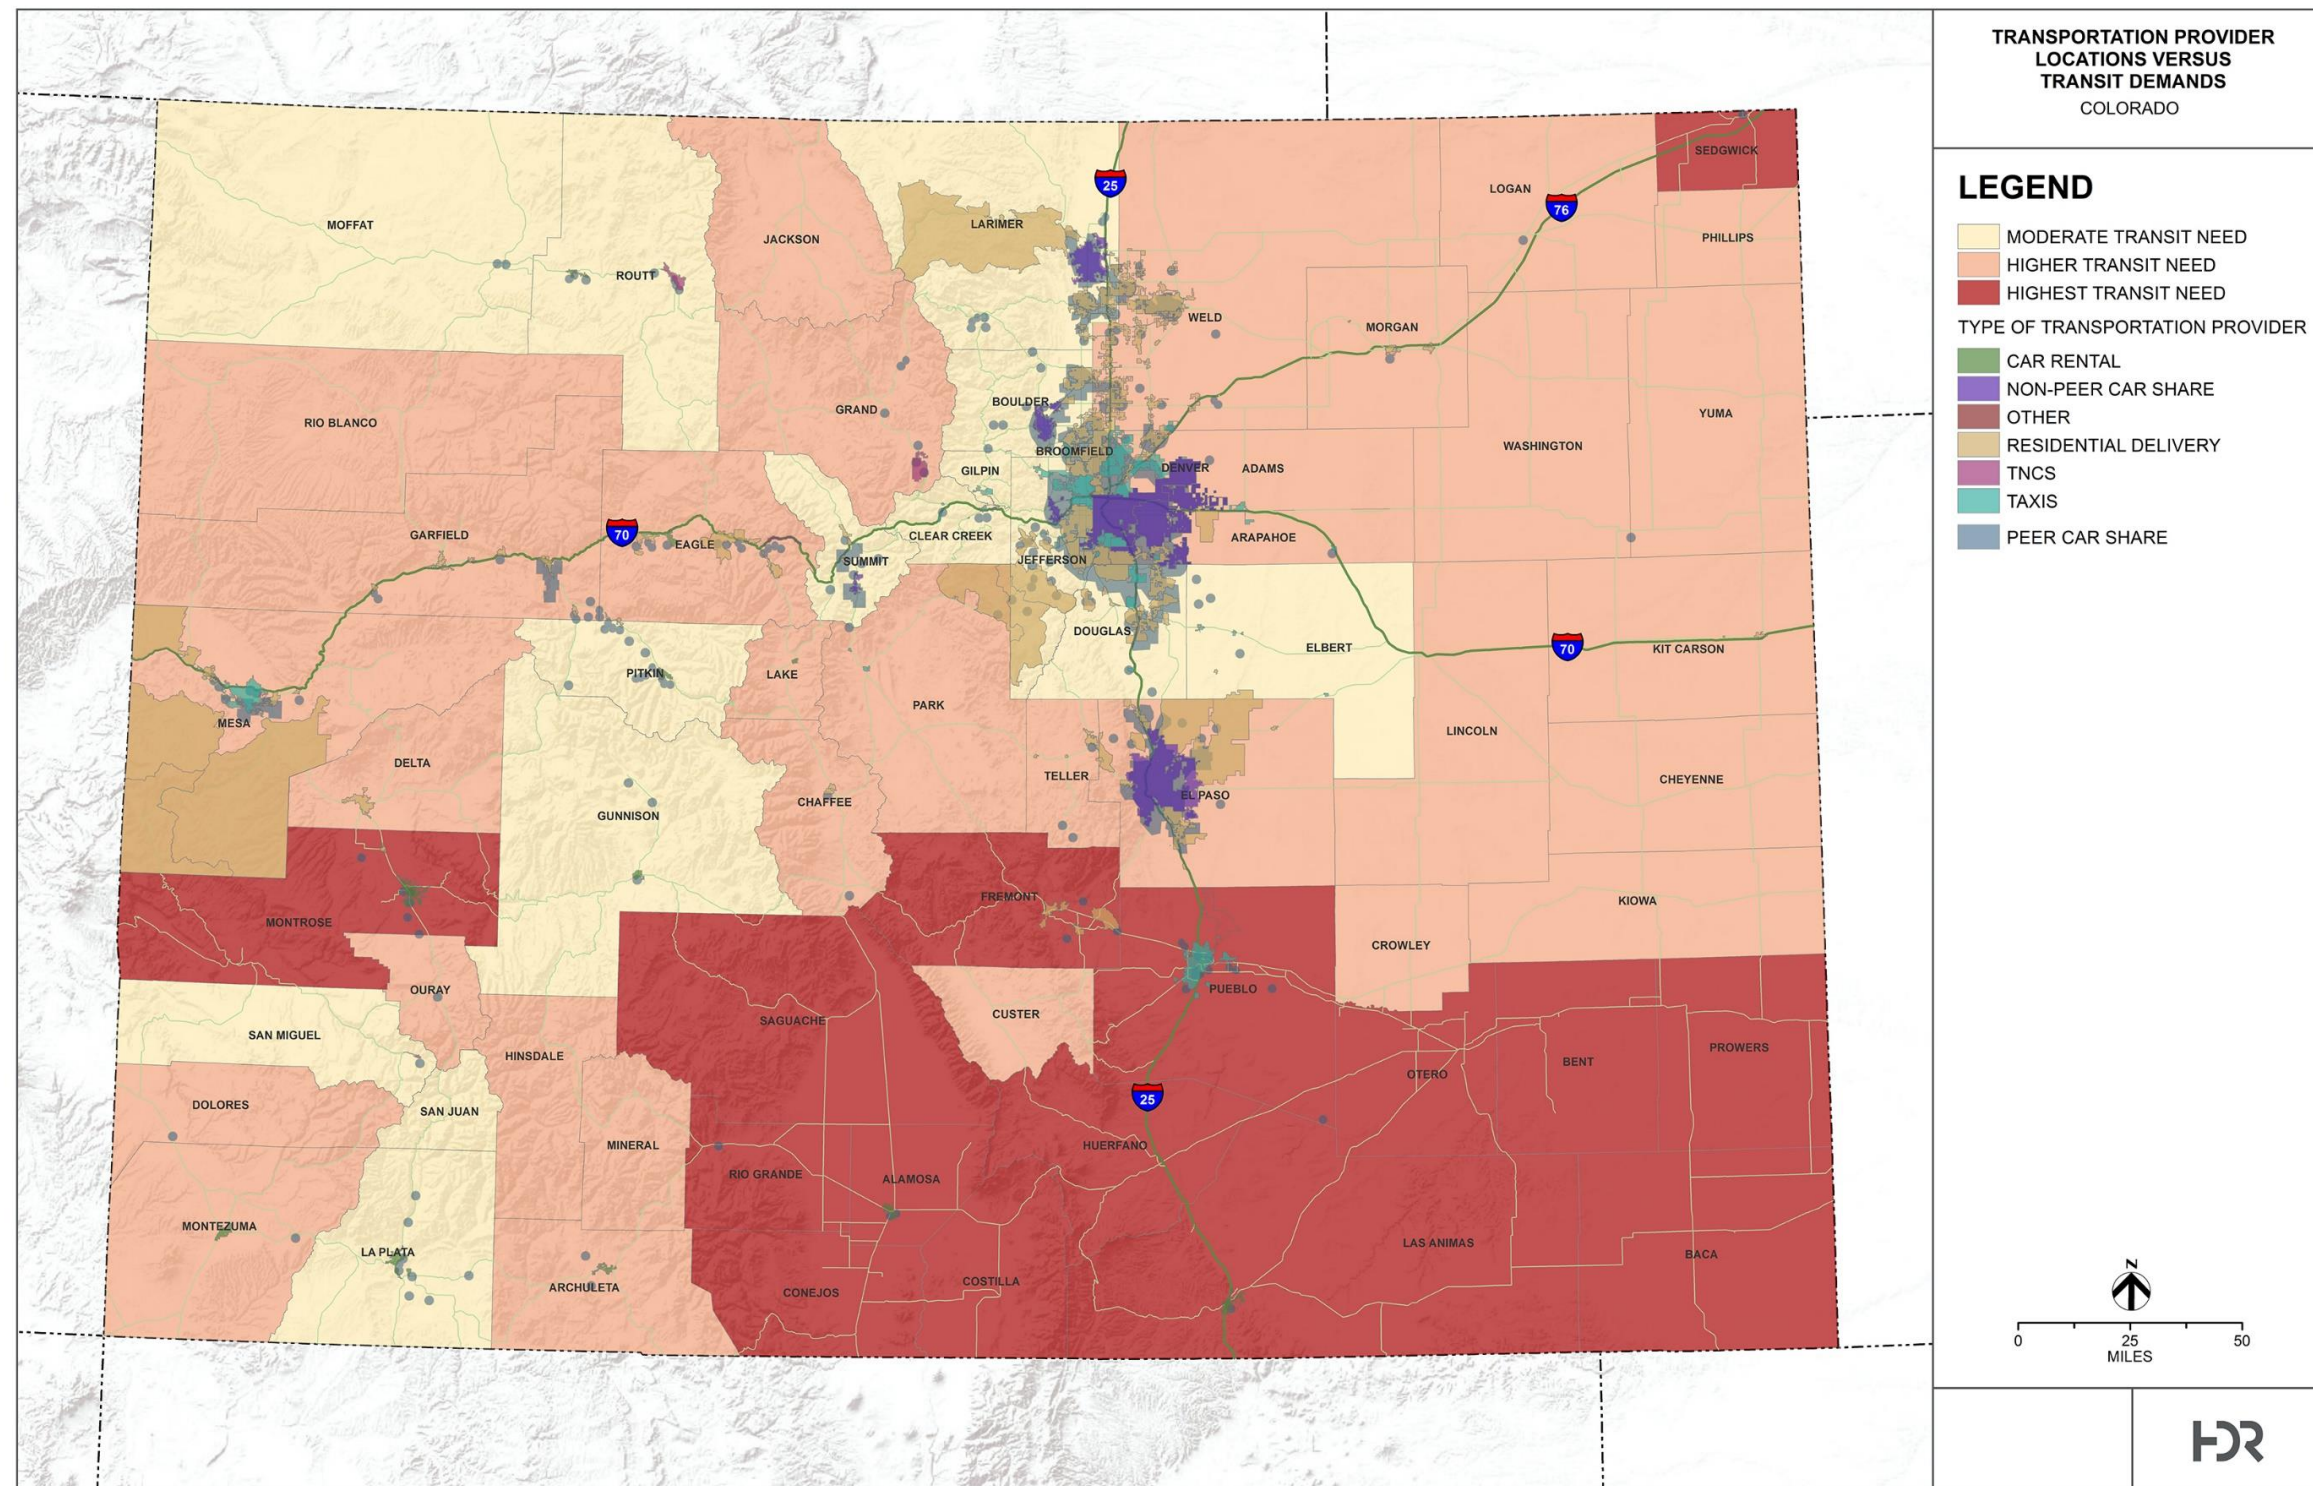 TRANSPORTATION PROVIDER
LOCATIONS VERSUS
TRANSIT DEMANDS
COLORADO
LEGEND
MODERATE TRANSIT NEED
HIGHER TRANSIT NEED
HIGHEST TRANSIT NEED
TYPE OF TRANSPORTATION PROVIDER
CAR RENTAL
NON-PEER CAR SHARE
OTHER
RESIDENTIAL DELIVERY
TNCS
TAXIS
PEER CAR SHARE
SEDGWICK
25
LOGAN
76
MOFFAT
LARIMER
JACKSON
PHILLIPS
ROUTT
WELD
MORGAN
RIO BLANCO
GRAND
BOULDER
YUMA
BROOMFIELD
WASHINGTON
GILPIN
DENVER
ADAMS
GARFIELD
70
EAGLE
CLEAR CREEK
ARAPAHOE
SUMMIT
JEFFERSON
DOUGLAS
ELBERT
70
KIT CARSON
PITKIN
LAKE
MESA
PARK
LINCOLN
DELTA
TELLER
CHEYENNE
GUNNISON
CHAFFEE
EL PASO
MONTROSE
FREMONT
KIOWA
CROWLEY
OURAY
PUEBLO
SAGUACHE
CUSTER
SAN MIGUEL
HINSDALE
OTERO
BENT
PROWERS
DOLORES
SAN JUAN
25
MINERAL
HUERFANO
RIO GRANDE
ALAMOSA
MONTEZUMA
LA PLATA
LAS ANIMAS
BACA
ARCHULETA
CONEJOS
COSTILLA
N
0 25 50
MILES
HDR